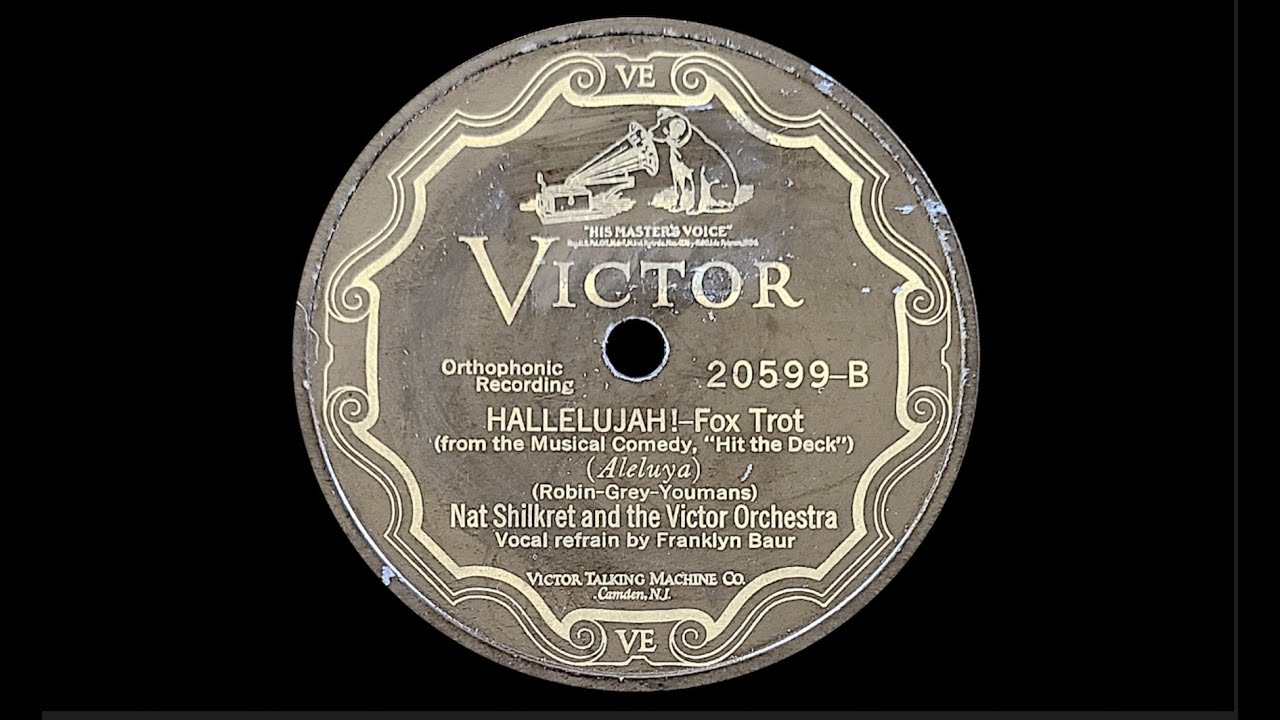 VE
"HIS MASTER'S VOICE"
VICTOR
Orthophonic
Recording
20599-B
HALLELUJAH!-Fox Trot
(from the Musical Comedy, "Hit the Deck")
(Aleluya)
(Robin-Grey-Youmans)
Nat Shilkret and the Victor Orchestra
Vocal refrain by Franklyn Baur
VICTOR TALKING MACHINE CO.
Camden, N.J.
VE